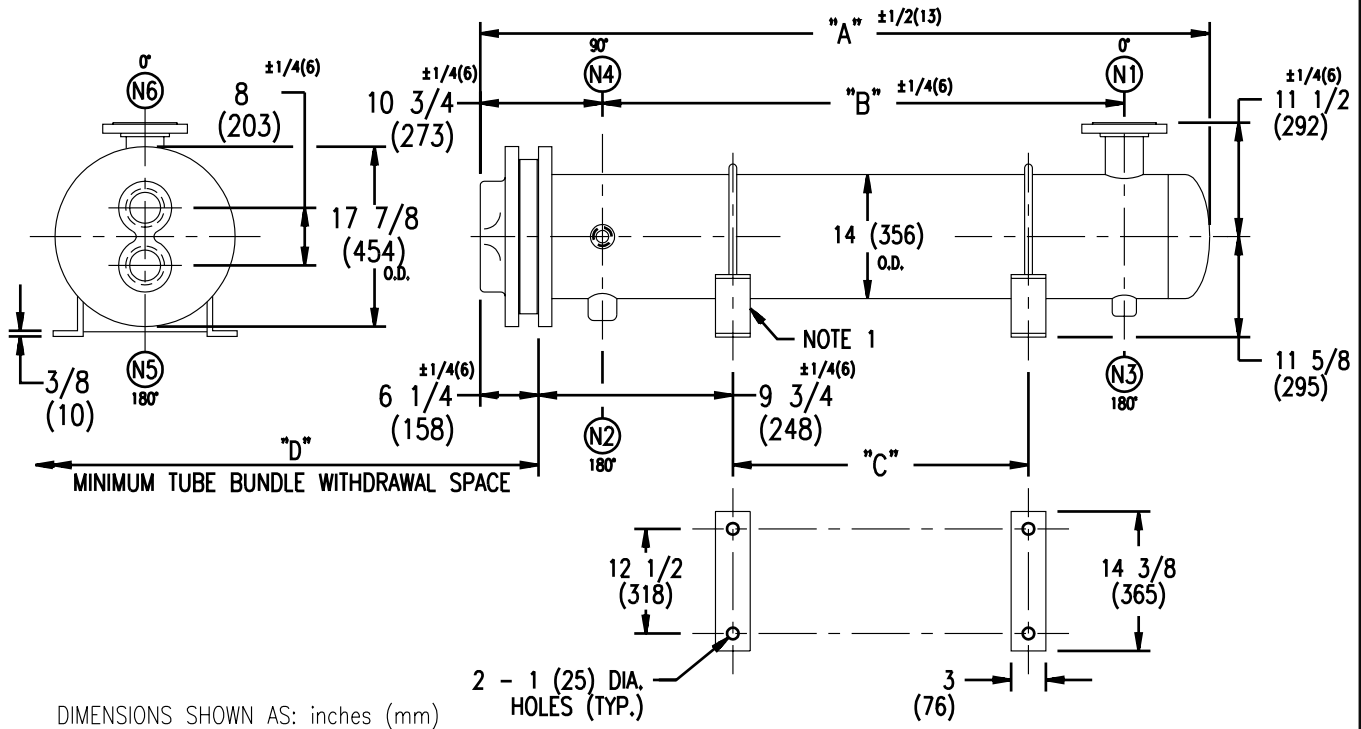 "A" ±1/2(13)
0°
N6
±1/4(6)
8
(203)
±1/4(6)
10 3/4
(273)
90°
N4
"B" ±1/4(6)
0°
N1
±1/4(6)
11 1/2
(292)
17 7/8
(454)
O.D.
14 (356)
O.D.
NOTE 1
3/8
(10)
N5
180°
±1/4(6)
6 1/4
(158)
±1/4(6)
9 3/4
(248)
N2
180°
N3
180°
11 5/8
(295)
"D"
MINIMUM TUBE BUNDLE WITHDRAWAL SPACE
"C"
12 1/2
(318)
14 3/8
(365)
2 - 1 (25) DIA.
HOLES (TYP.)
3
(76)
DIMENSIONS SHOWN AS: inches (mm)